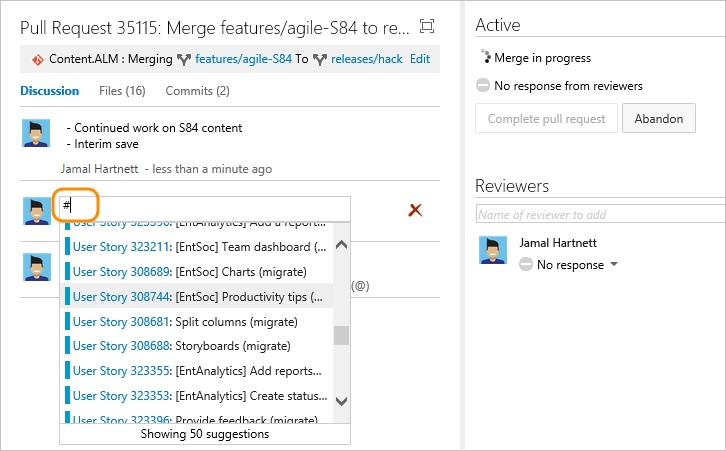 Pull Request 35115: Merge features/agile-S84 to re...
Content.ALM : Merging features/agile-S84 To releases/hack Edit
Discussion Files (16) Commits (2)
- Continued work on S84 content
- Interim save
Jamal Hartnett - less than a minute ago
#
User Story 323396: [EntAnalytics] Add a report...
User Story 323211: [EntSoc] Team dashboard (...
User Story 308689: [EntSoc] Charts (migrate)
User Story 308744: [EntSoc] Productivity tips (...
(@)
User Story 308681: Split columns (migrate)
User Story 308688: Storyboards (migrate)
User Story 323355: [EntAnalytics] Add reports...
User Story 323353: [EntAnalytics] Create status...
User Story 323396: Provide feedback (migrate)
Showing 50 suggestions
Active
Merge in progress
No response from reviewers
Complete pull request Abandon
Reviewers
Name of reviewer to add
Jamal Hartnett
No response